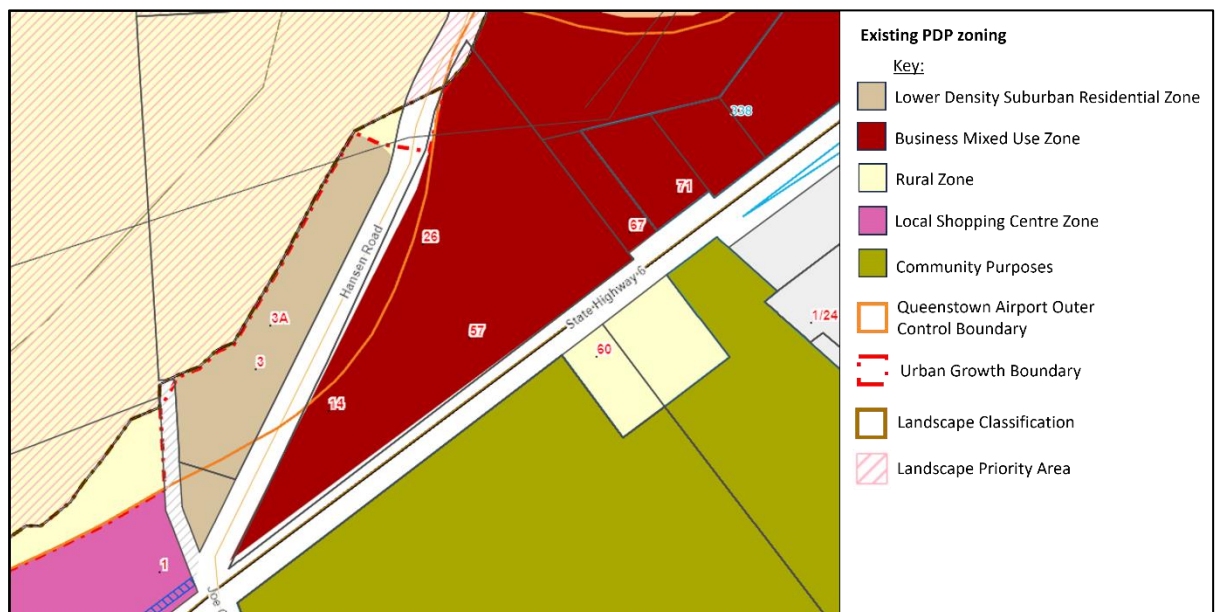 338
71
67
26
Hansen Road
State Highway 6
57
3A
3
60
1/24
14
1
Existing PDP zoning
Key:
Lower Density Suburban Residential Zone
Business Mixed Use Zone
Rural Zone
Local Shopping Centre Zone
Community Purposes
Queenstown Airport Outer
Control Boundary
Urban Growth Boundary
Landscape Classification
Landscape Priority Area